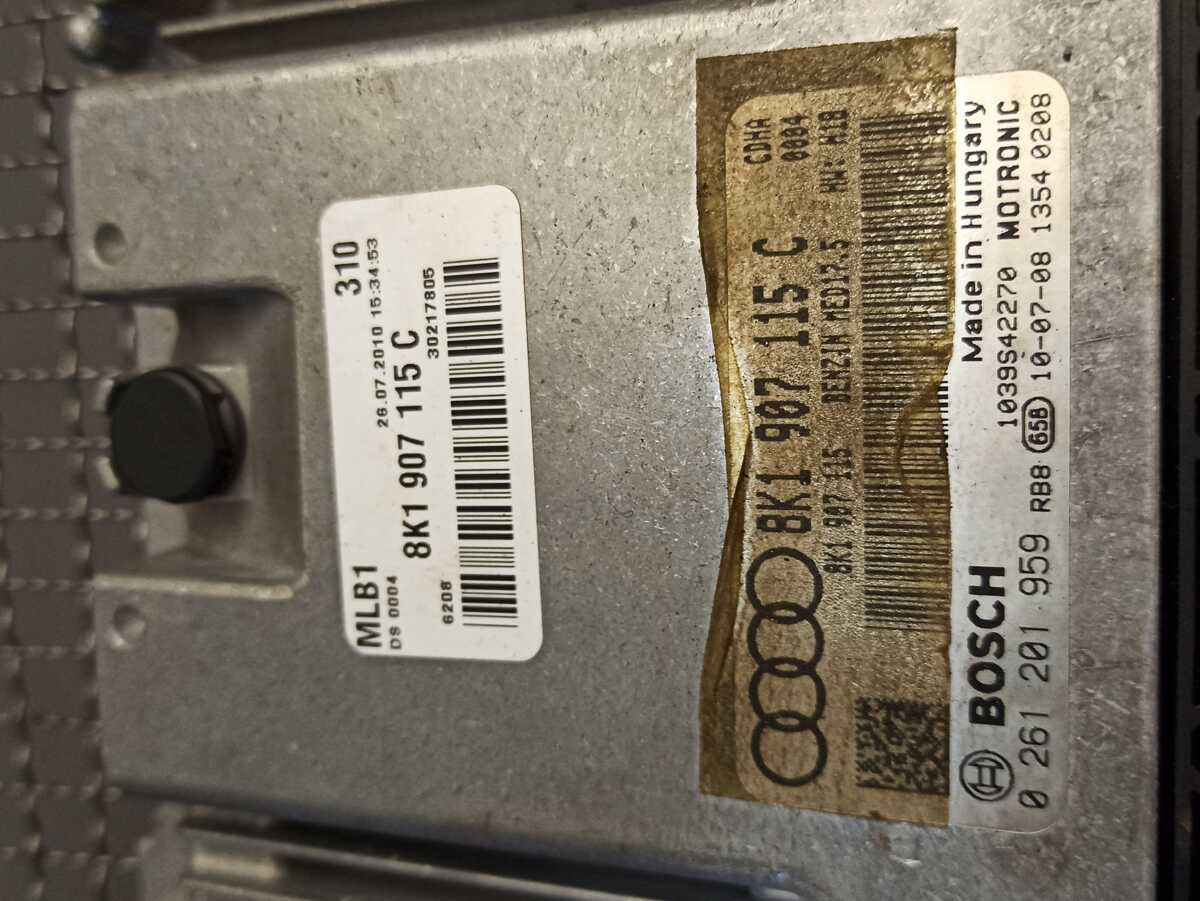 MLB1 310
DS 0004 26.07.2010 15:34:53
8K1 907 115 C
6208 30217805
CDMA
8K1 907 115 C 0004
8K1 907 115 BENZIN MED17.5 HW: H18
BOSCH Made in Hungary
1039S42270 MOTRONIC
0 261 201 959 RB8 65B 10-07-08 1354 0208